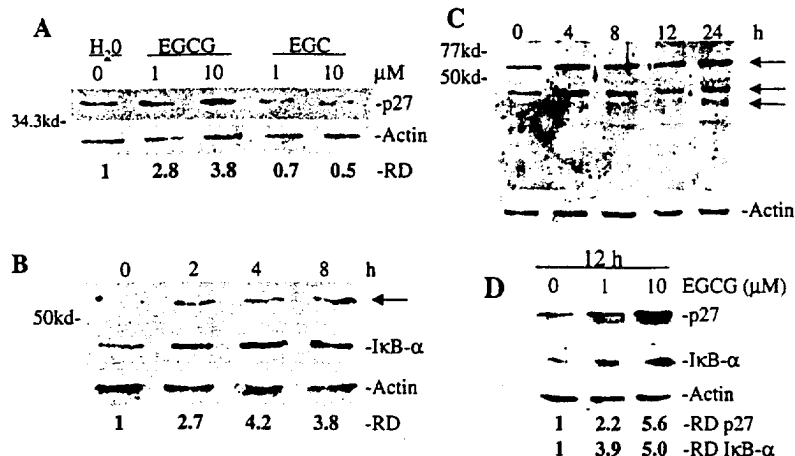 A
H₂0 EGCG EGC
0 1 10 1 10 μM
-p27
34.3kd-
-Actin
1 2.8 3.8 0.7 0.5 -RD
B
0 2 4 8 h
50kd-
-IκB-α
-Actin
1 2.7 4.2 3.8 -RD
C
0 4 8 12 24 h
77kd-
50kd-
-Actin
D
12 h
0 1 10 EGCG (μM)
-p27
-IκB-α
-Actin
1 2.2 5.6 -RD p27
1 3.9 5.0 -RD IκB-α